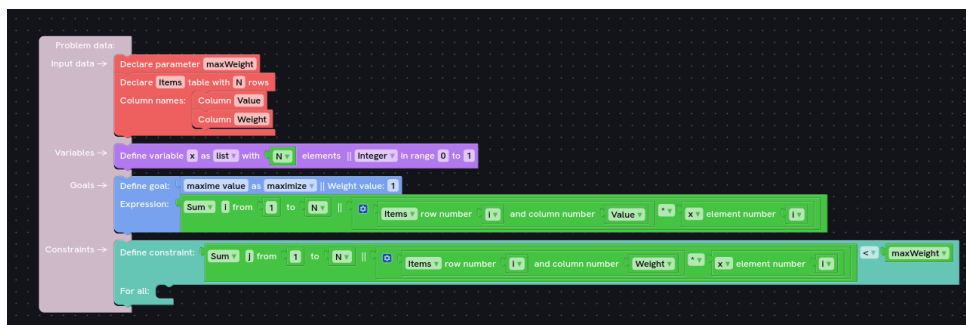 Problem data:
Input data → Declare parameter maxWeight
Declare Items table with N rows
Column names: Column Value
Column Weight
Variables → Define variable x as list ▾ with N ▾ elements || Integer ▾ in range 0 to 1
Goals → Define goal: maxime value as maximize ▾ || Weight value: 1
Expression: Sum ▾ i from 1 to N ▾ || Items ▾ row number i ▾ and column number Value ▾ * ▾ x ▾ element number i ▾
Constraints → Define constraint: Sum ▾ j from 1 to N ▾ || Items ▾ row number i ▾ and column number Weight ▾ * ▾ x ▾ element number i ▾ < ▾ maxWeight ▾
For all: